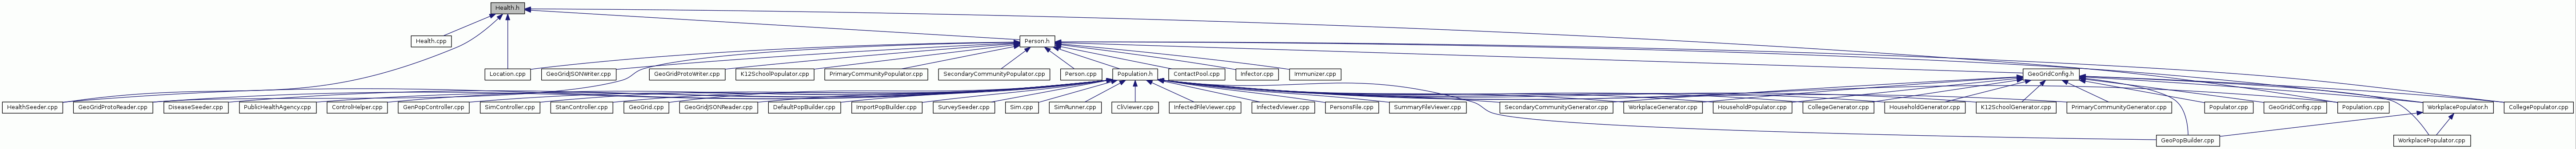 Health.h
Health.cpp
Person.h
Location.cpp
GeoGridJSONWriter.cpp
GeoGridProtoWriter.cpp
K12SchoolPopulator.cpp
PrimaryCommunityPopulator.cpp
SecondaryCommunityPopulator.cpp
Person.cpp
Population.h
ContactPool.cpp
Infector.cpp
Immunizer.cpp
GeoGridConfig.h
HealthSeeder.cpp
GeoGridProtoReader.cpp
DiseaseSeeder.cpp
PublicHealthAgency.cpp
ControlHelper.cpp
GenPopController.cpp
SimController.cpp
StanController.cpp
GeoGrid.cpp
GeoGridJSONReader.cpp
DefaultPopBuilder.cpp
ImportPopBuilder.cpp
SurveySeeder.cpp
Sim.cpp
SimRunner.cpp
CliViewer.cpp
InfectedFileViewer.cpp
InfectedViewer.cpp
PersonsFile.cpp
SummaryFileViewer.cpp
SecondaryCommunityGenerator.cpp
WorkplaceGenerator.cpp
HouseholdPopulator.cpp
CollegeGenerator.cpp
HouseholdGenerator.cpp
K12SchoolGenerator.cpp
PrimaryCommunityGenerator.cpp
Populator.cpp
GeoGridConfig.cpp
Population.cpp
WorkplacePopulator.h
CollegePopulator.cpp
GeoPopBuilder.cpp
WorkplacePopulator.cpp